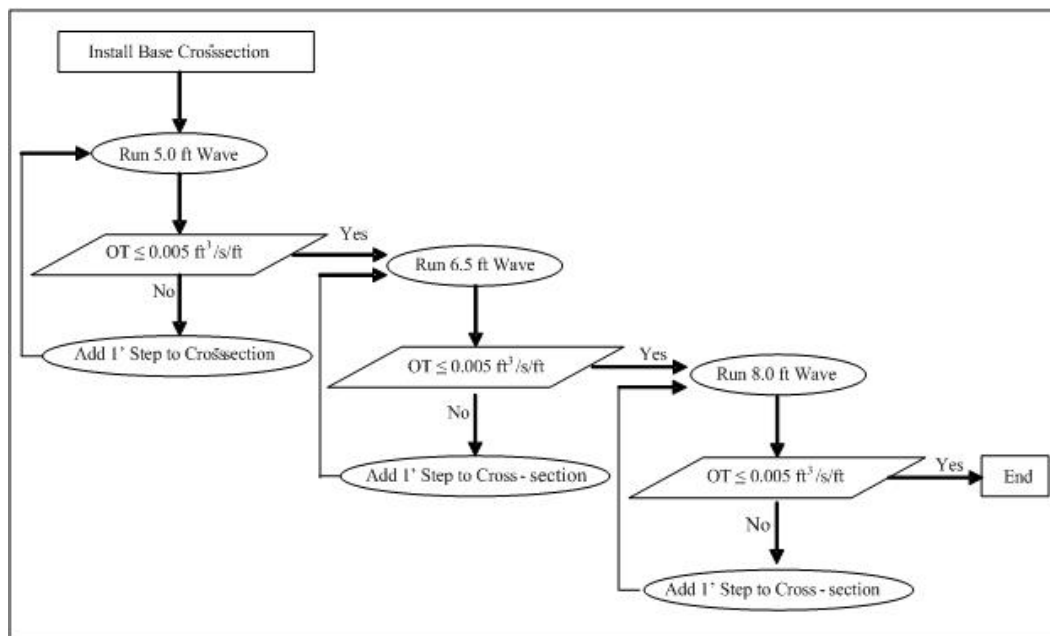 Install Base Crosssection
Run 5.0 ft Wave
OT ≤ 0.005 ft³/s/ft
Yes
No
Add 1' Step to Crosssection
Run 6.5 ft Wave
OT ≤ 0.005 ft³/s/ft
Yes
No
Add 1' Step to Cross - section
Run 8.0 ft Wave
OT ≤ 0.005 ft³/s/ft
Yes
End
No
Add 1' Step to Cross - section